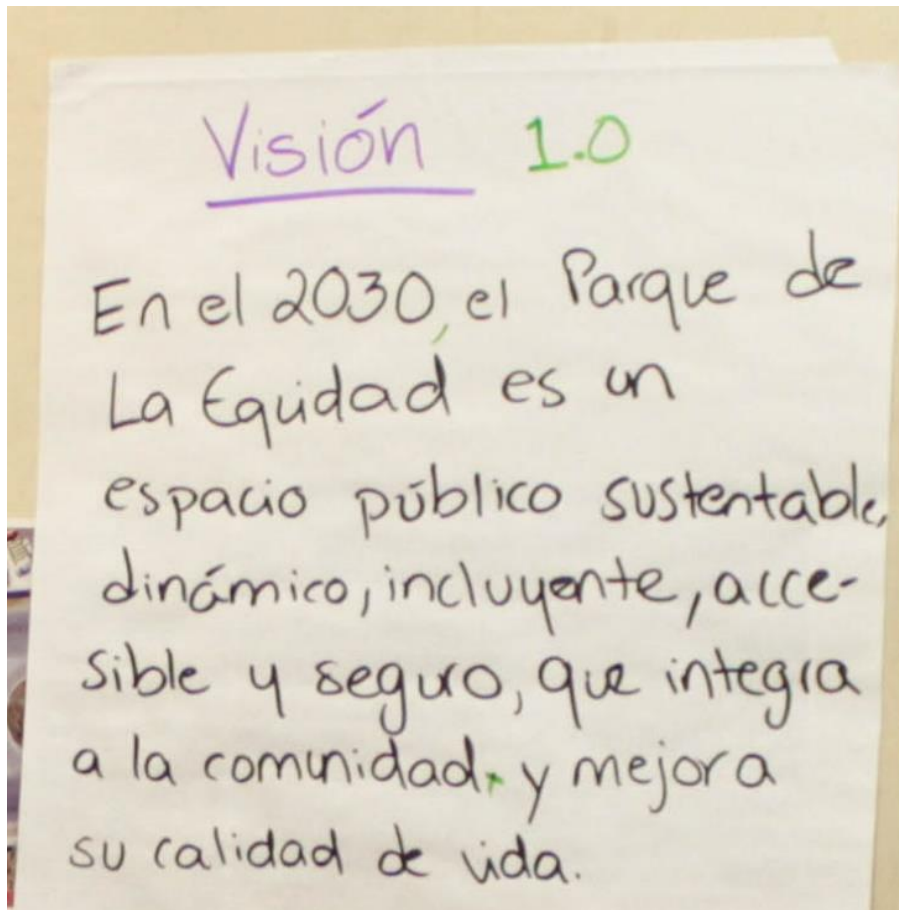 Visión 1.0
En el 2030, el Parque de
La Equidad es un
espacio público sustentable,
dinámico, incluyente, acce-
sible y seguro, que integra
a la comunidad, y mejora
su calidad de vida.